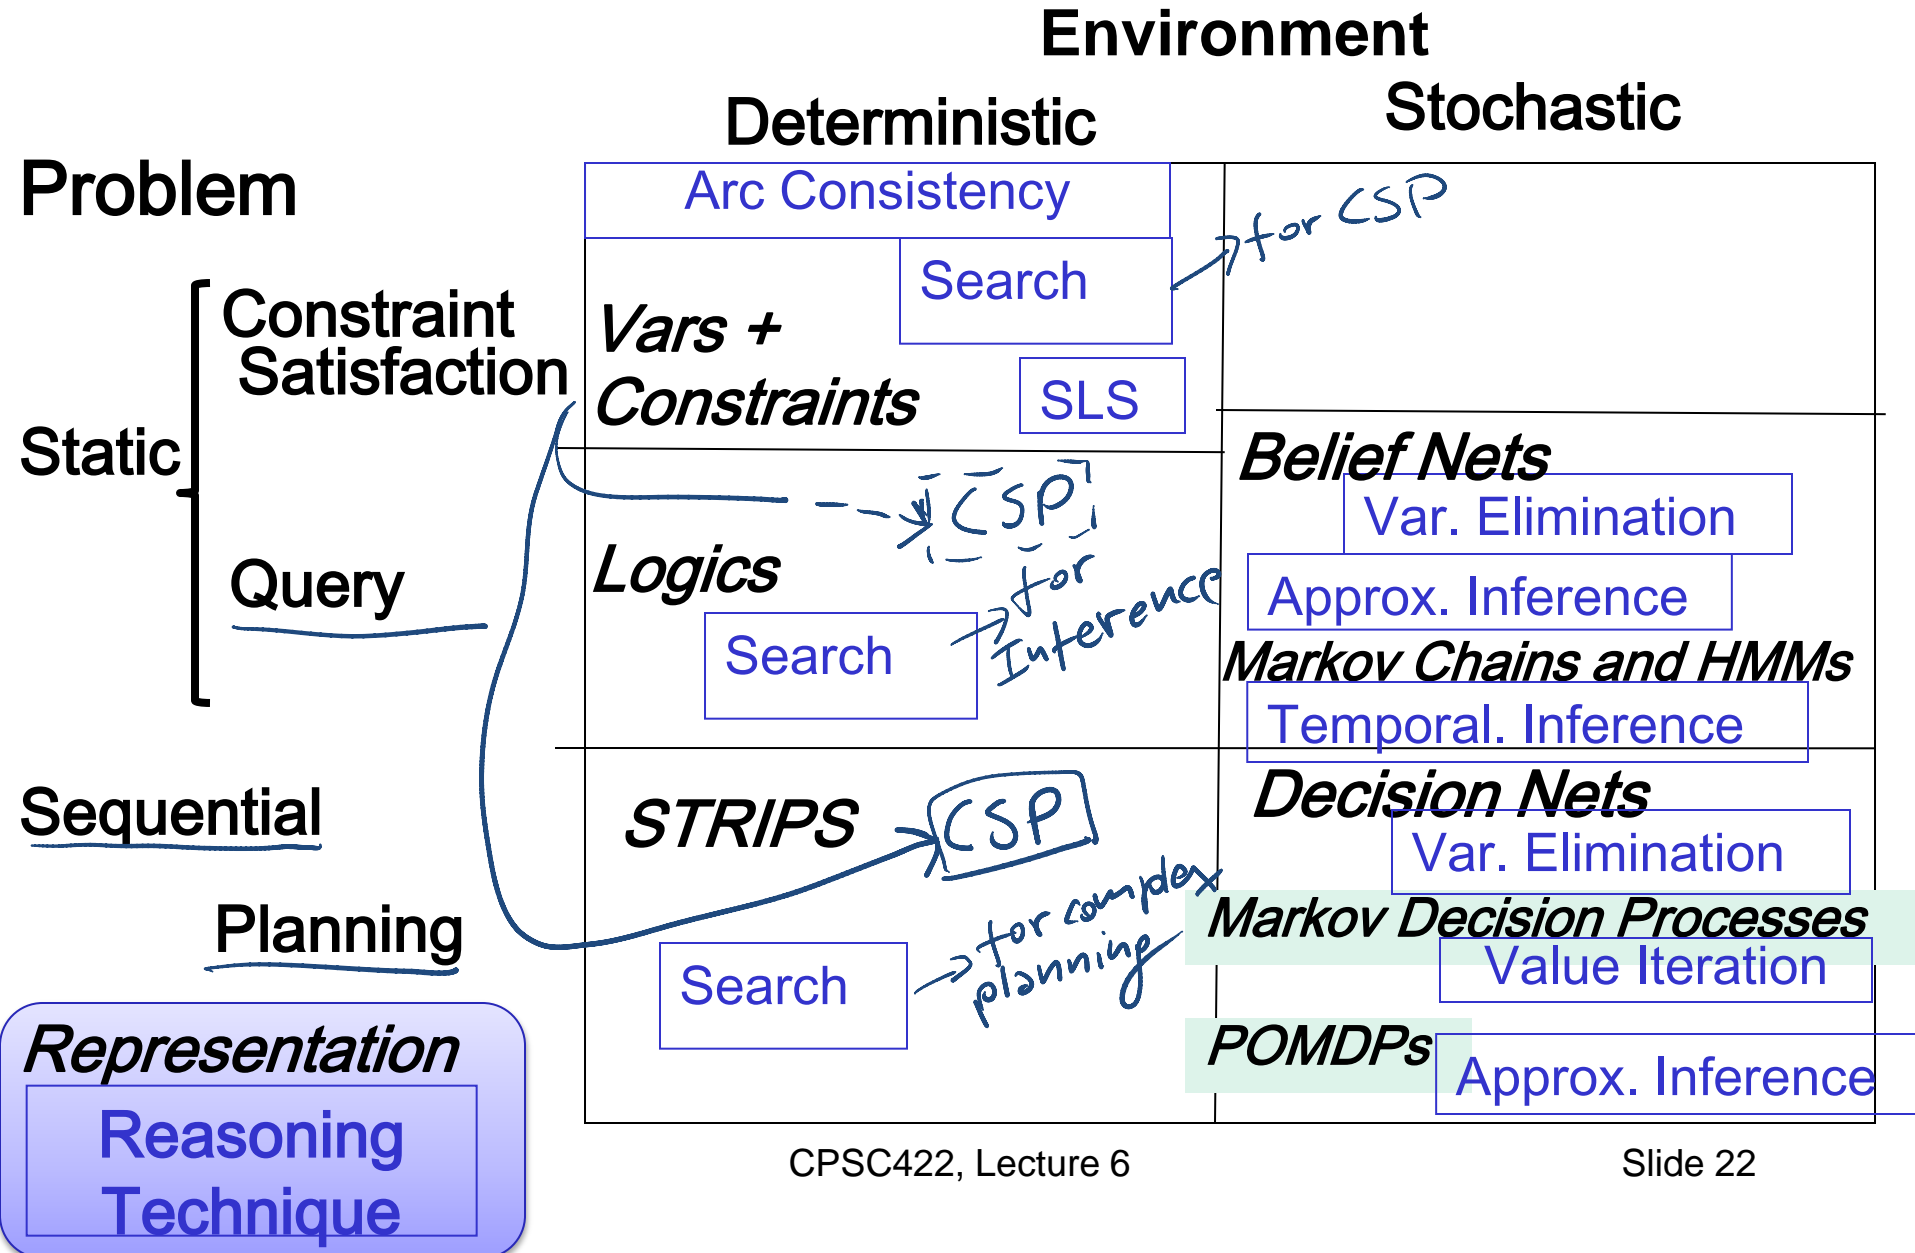 Environment
Deterministic
Stochastic
Problem
Arc Consistency
for CSP
Search
Constraint
Satisfaction
Vars +
Constraints
SLS
Static
Belief Nets
Var. Elimination
CSP
Query
Logics
for
Inference
Approx. Inference
Search
Markov Chains and HMMs
Temporal. Inference
Sequential
STRIPS
CSP
Decision Nets
Var. Elimination
Planning
for complex
planning
Search
Markov Decision Processes
Value Iteration
Representation
Reasoning
Technique
POMDPs
Approx. Inference
CPSC422, Lecture 6
Slide 22